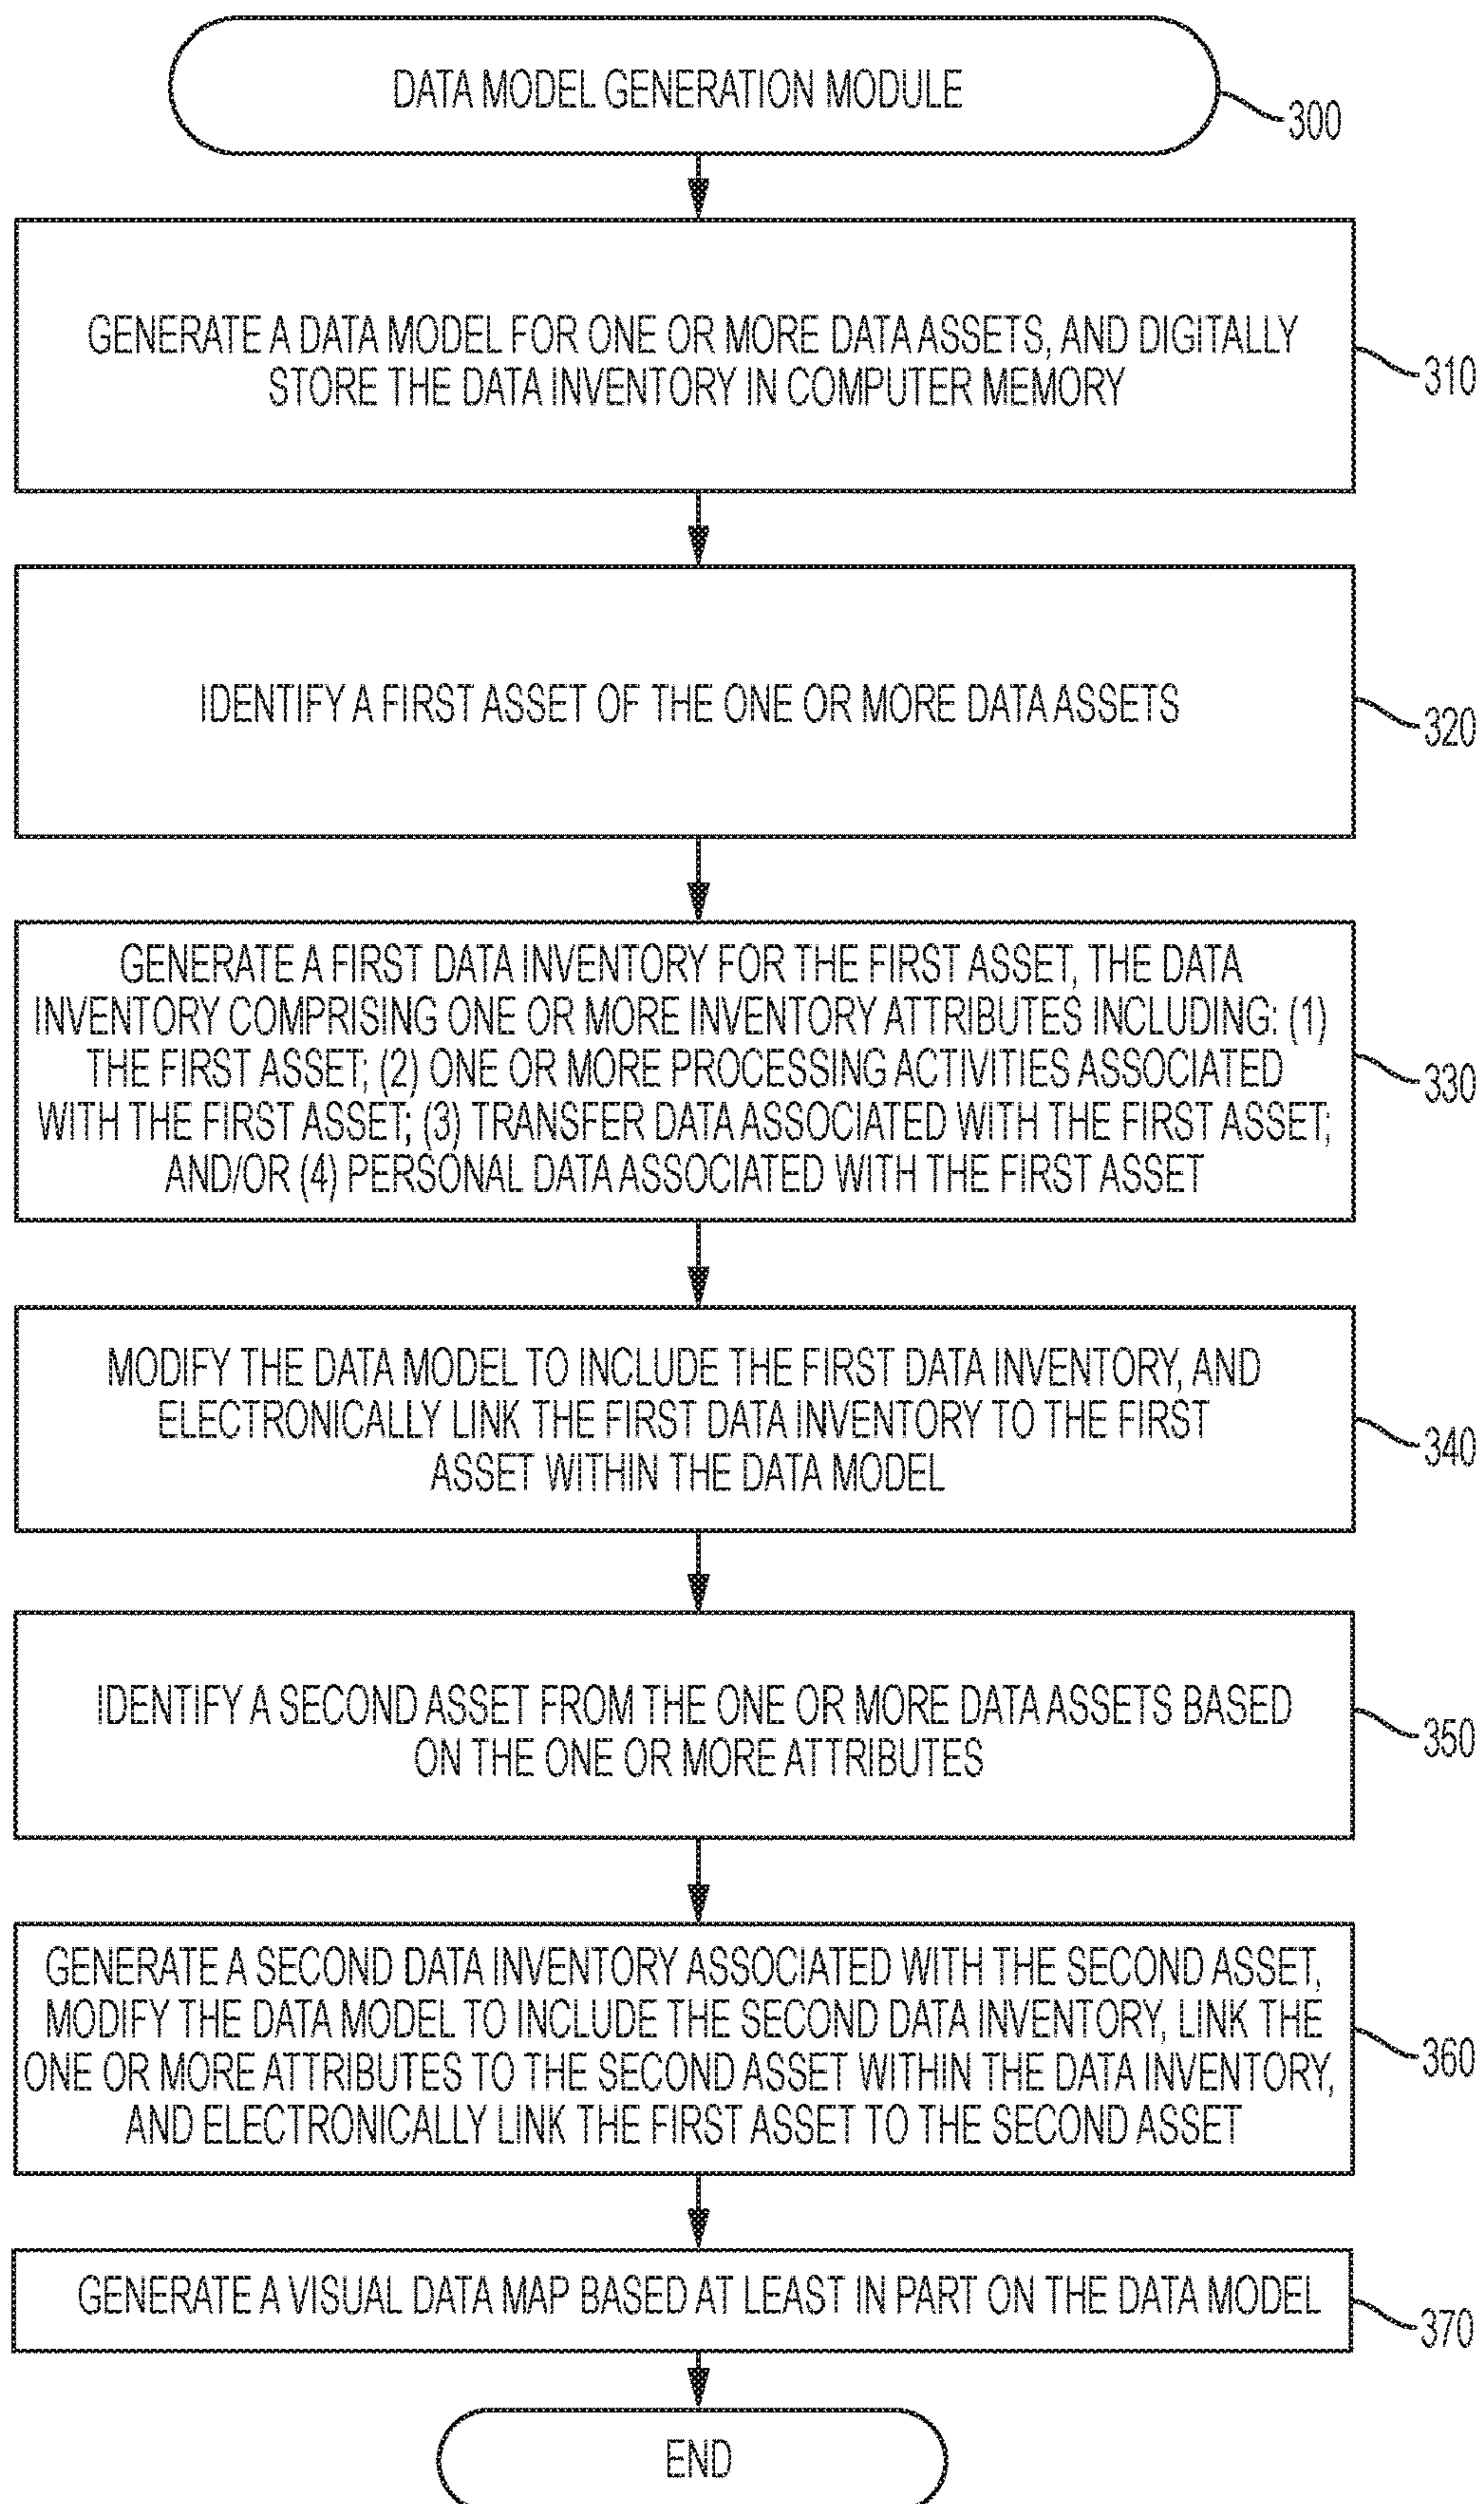 DATA MODEL GENERATION MODULE
300
GENERATE A DATA MODEL FOR ONE OR MORE DATA ASSETS, AND DIGITALLY
STORE THE DATA INVENTORY IN COMPUTER MEMORY
310
IDENTIFY A FIRST ASSET OF THE ONE OR MORE DATA ASSETS
320
GENERATE A FIRST DATA INVENTORY FOR THE FIRST ASSET, THE DATA
INVENTORY COMPRISING ONE OR MORE INVENTORY ATTRIBUTES INCLUDING: (1)
THE FIRST ASSET; (2) ONE OR MORE PROCESSING ACTIVITIES ASSOCIATED
WITH THE FIRST ASSET; (3) TRANSFER DATA ASSOCIATED WITH THE FIRST ASSET;
AND/OR (4) PERSONAL DATA ASSOCIATED WITH THE FIRST ASSET
330
MODIFY THE DATA MODEL TO INCLUDE THE FIRST DATA INVENTORY, AND
ELECTRONICALLY LINK THE FIRST DATA INVENTORY TO THE FIRST
ASSET WITHIN THE DATA MODEL
340
IDENTIFY A SECOND ASSET FROM THE ONE OR MORE DATA ASSETS BASED
ON THE ONE OR MORE ATTRIBUTES
350
GENERATE A SECOND DATA INVENTORY ASSOCIATED WITH THE SECOND ASSET,
MODIFY THE DATA MODEL TO INCLUDE THE SECOND DATA INVENTORY, LINK THE
ONE OR MORE ATTRIBUTES TO THE SECOND ASSET WITHIN THE DATA INVENTORY,
AND ELECTRONICALLY LINK THE FIRST ASSET TO THE SECOND ASSET
360
GENERATE A VISUAL DATA MAP BASED AT LEAST IN PART ON THE DATA MODEL
370
END